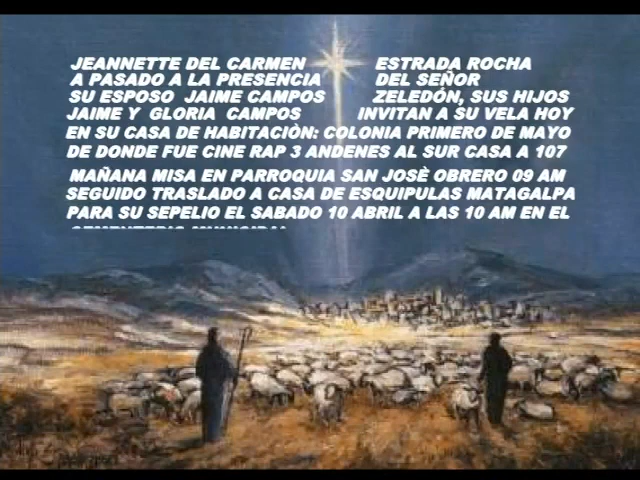 JEANNETTE DEL CARMEN ESTRADA ROCHA
A PASADO A LA PRESENCIA DEL SEÑOR
SU ESPOSO JAIME CAMPOS ZELEDÓN, SUS HIJOS
JAIME Y GLORIA CAMPOS INVITAN A SU VELA HOY
EN SU CASA DE HABITACIÒN: COLONIA PRIMERO DE MAYO
DE DONDE FUE CINE RAP 3 ANDENES AL SUR CASA A 107
MAÑANA MISA EN PARROQUIA SAN JOSÈ OBRERO 09 AM
SEGUIDO TRASLADO A CASA DE ESQUIPULAS MATAGALPA
PARA SU SEPELIO EL SABADO 10 ABRIL A LAS 10 AM EN EL